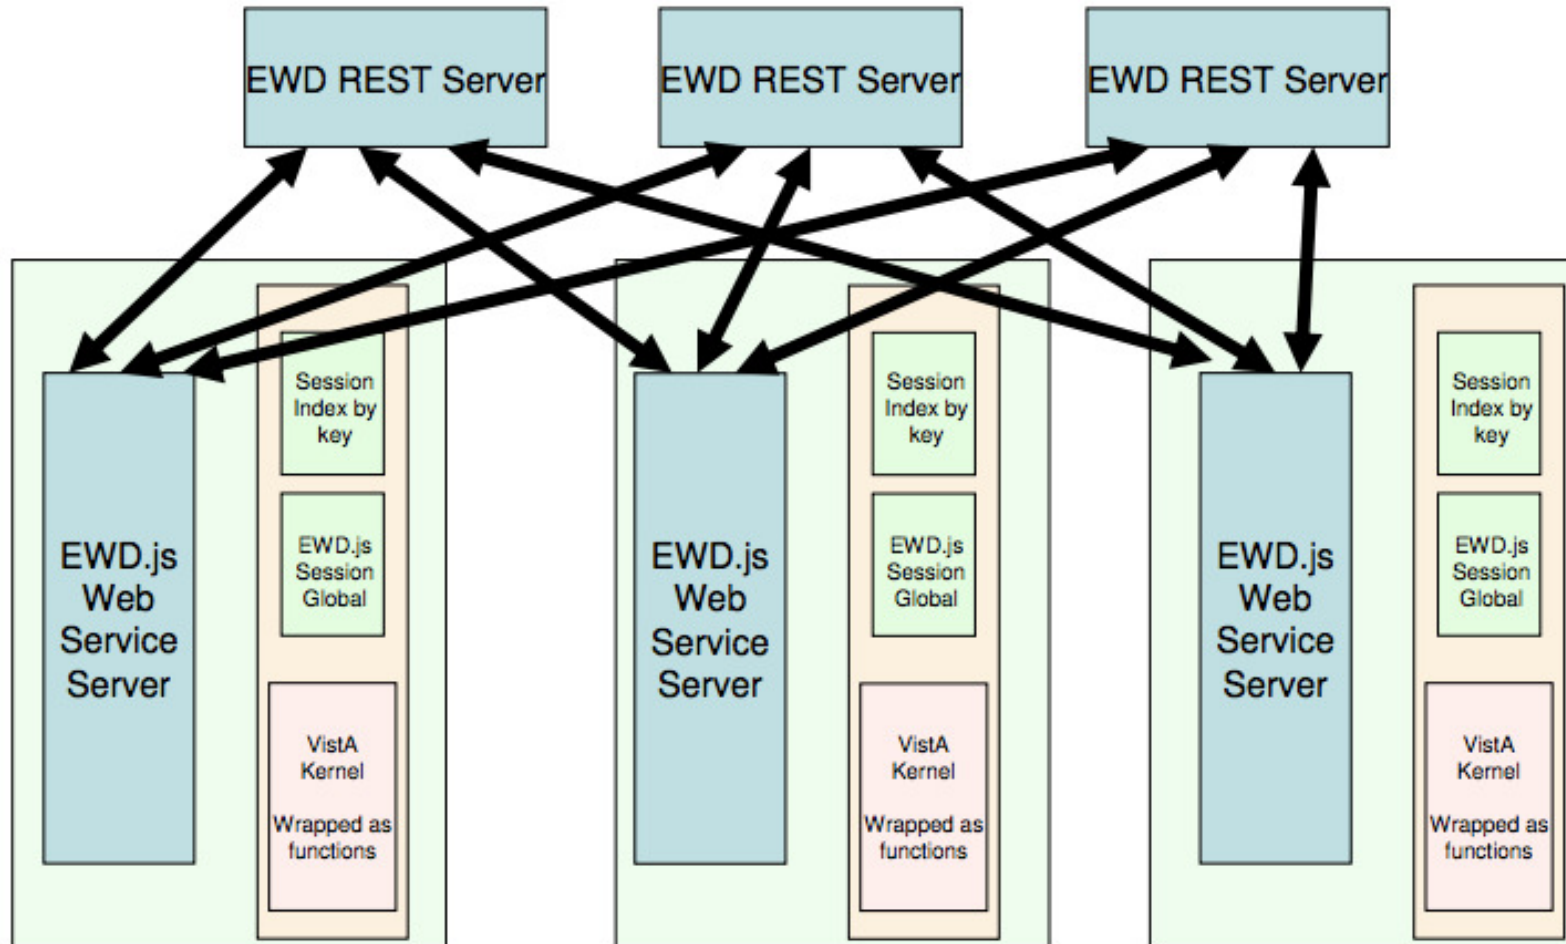 EWD REST Server
EWD REST Server
EWD REST Server
EWD.js
Web
Service
Server
Session
Index by
key
EWD.js
Session
Global
VistA
Kernel
Wrapped as
functions
EWD.js
Web
Service
Server
Session
Index by
key
EWD.js
Session
Global
VistA
Kernel
Wrapped as
functions
EWD.js
Web
Service
Server
Session
Index by
key
EWD.js
Session
Global
VistA
Kernel
Wrapped as
functions